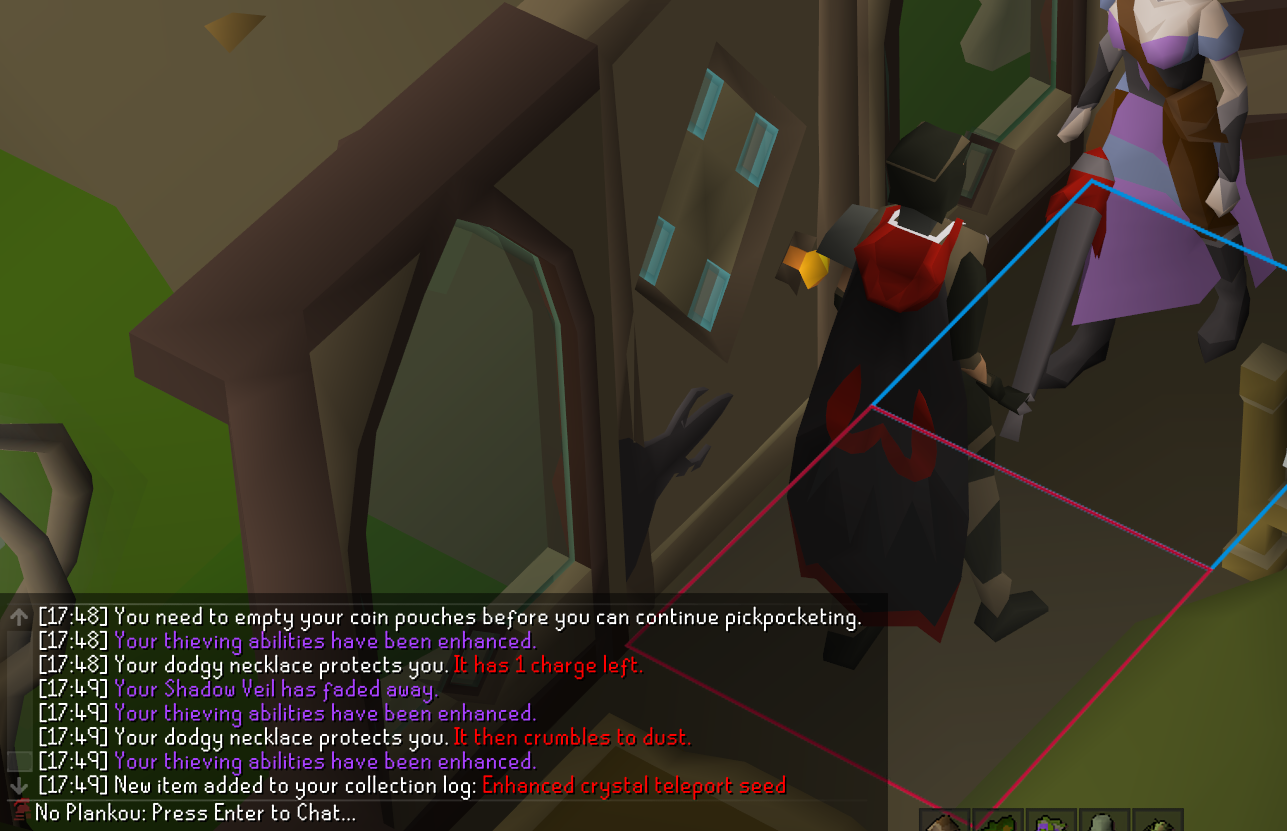 [17:48] You need to empty your coin pouches before you can continue pickpocketing.
[17:48] Your thieving abilities have been enhanced.
[17:48] Your dodgy necklace protects you. It has 1 charge left.
[17:49] Your Shadow Veil has faded away.
[17:49] Your thieving abilities have been enhanced.
[17:49] Your dodgy necklace protects you. It then crumbles to dust.
[17:49] Your thieving abilities have been enhanced.
[17:49] New item added to your collection log: Enhanced crystal teleport seed
No Plankou: Press Enter to Chat...